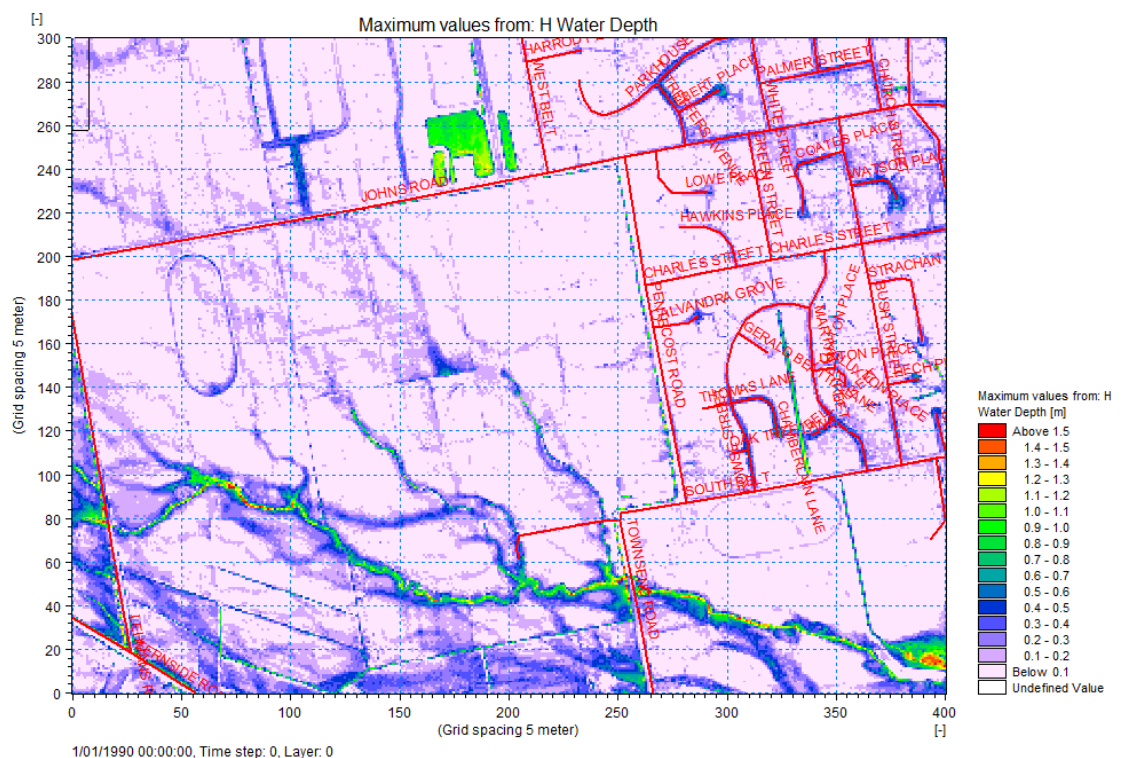 [-]
Maximum values from: H Water Depth
300
280
260
240
220
200
180
160
140
120
100
80
60
40
20
0
(Grid spacing 5 meter)
WEST BELT
PARKHOUSE
PALMER STREET
WHITE STREET
JOHNS ROAD
COATES PLACE
LOWE PLACE
GREEN STREET
HAWKINS PLACE
CHARLES STREET
CHARLES STREET
STRACHAN
PENTECOST ROAD
ALVANDRA GROVE
BUSH STREET
THOMAS LANE
CHAMBERLAIN LANE
SOUTH BELT
TOWNSEND ROAD
0
50
100
150
200
250
300
350
400
(Grid spacing 5 meter)
[-]
1/01/1990 00:00:00, Time step: 0, Layer: 0
Maximum values from: H
Water Depth [m]
Above 1.5
1.4 - 1.5
1.3 - 1.4
1.2 - 1.3
1.1 - 1.2
1.0 - 1.1
0.9 - 1.0
0.8 - 0.9
0.7 - 0.8
0.6 - 0.7
0.5 - 0.6
0.4 - 0.5
0.3 - 0.4
0.2 - 0.3
0.1 - 0.2
Below 0.1
Undefined Value